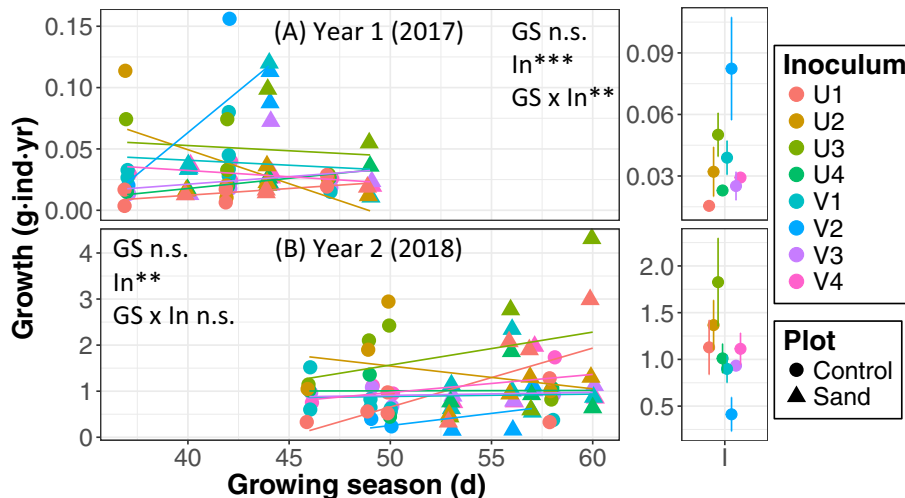 (A) Year 1 (2017)
GS n.s.
In***
GS x In**
0.15
0.10
0.05
0.00
0.09
0.06
0.03
(B) Year 2 (2018)
GS n.s.
In**
GS x In n.s.
4
3
2
1
0
2.0
1.5
1.0
0.5
40 45 50 55 60
I
Growing season (d)
Growth (g·ind·yr)
Inoculum
U1
U2
U3
U4
V1
V2
V3
V4
Plot
Control
Sand